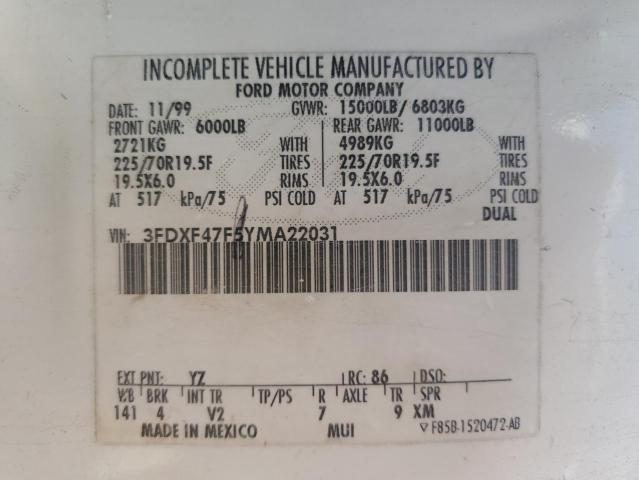 INCOMPLETE VEHICLE MANUFACTURED BY
FORD MOTOR COMPANY
DATE: 11/99 GVWR: 15000LB/ 6803KG
FRONT GAWR: 6000LB REAR GAWR: 11000LB
2721KG WITH 4989KG WITH
225/70R19.5F TIRES 225/70R19.5F TIRES
19.5X6.0 RIMS 19.5X6.0 RIMS
AT 517 kPa/75 PSI COLD AT 517 kPa/75 PSI COLD
DUAL
VIN: 3FDXF47F5YMA22031
EXT PNT: YZ RC: 86 DSO:
WB BRK INT TR TP/PS R AXLE TR SPR
141 4 V2 7 9 XM
MADE IN MEXICO MUI ▽F85B-1520472-AB